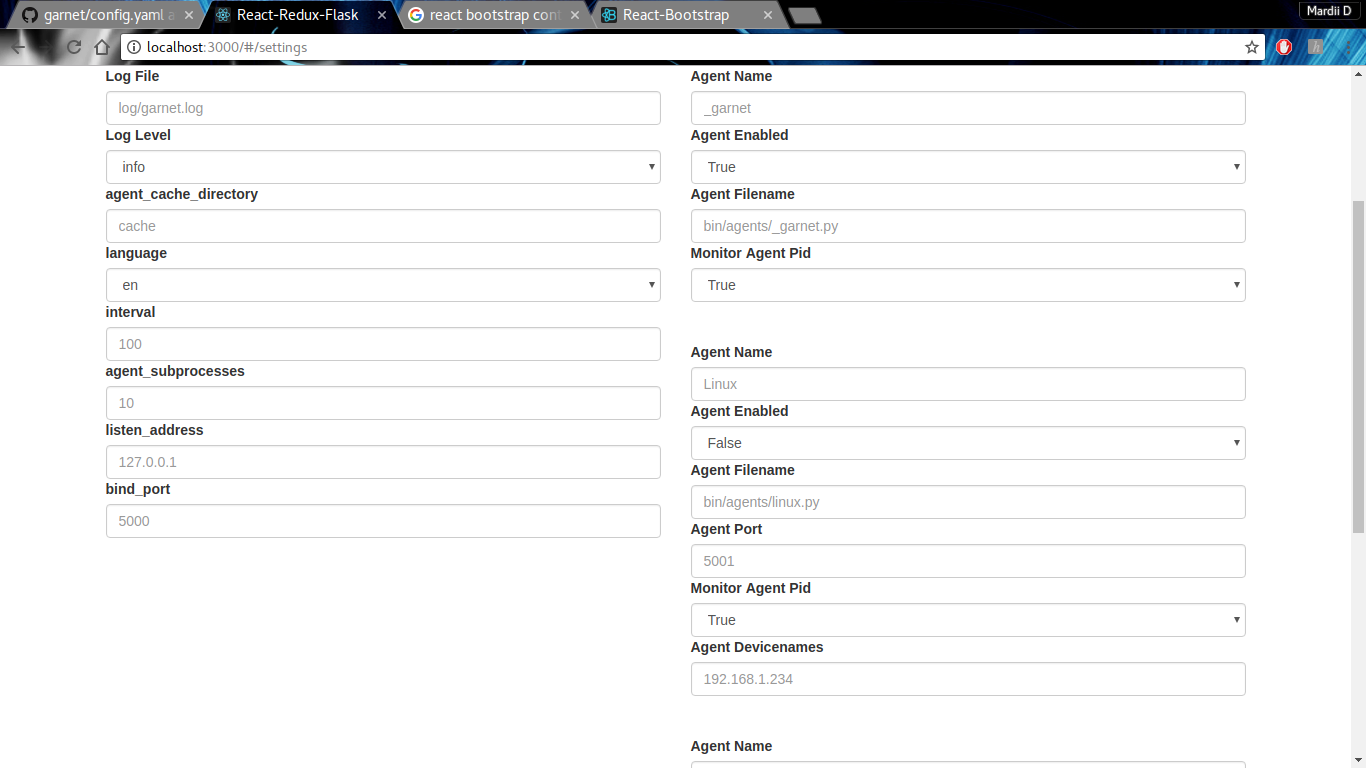 garnet/config.yaml a
React-Redux-Flask
react bootstrap cont
React-Bootstrap
Mardii D
localhost:3000/#/settings
Log File
log/garnet.log
Log Level
info
agent_cache_directory
cache
language
en
interval
100
agent_subprocesses
10
listen_address
127.0.0.1
bind_port
5000
Agent Name
_garnet
Agent Enabled
True
Agent Filename
bin/agents/_garnet.py
Monitor Agent Pid
True
Agent Name
Linux
Agent Enabled
False
Agent Filename
bin/agents/linux.py
Agent Port
5001
Monitor Agent Pid
True
Agent Devicenames
192.168.1.234
Agent Name